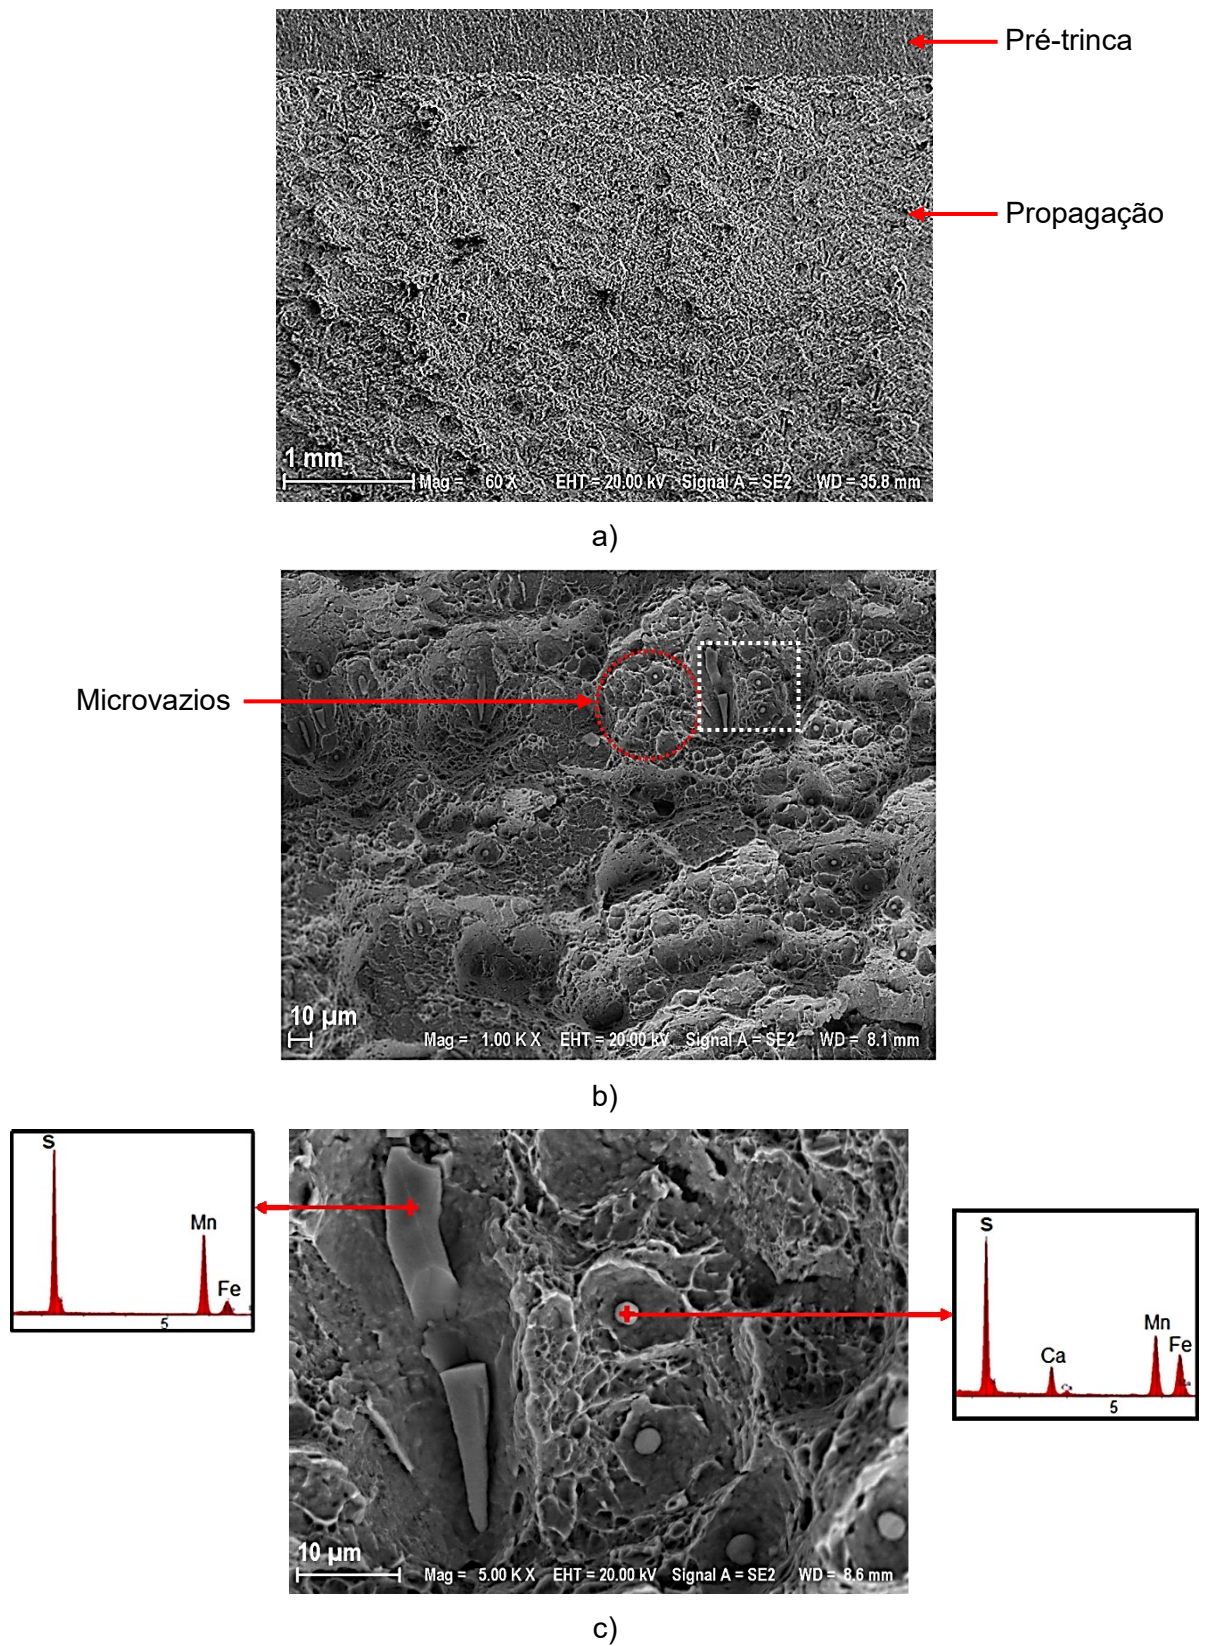 Pré-trinca
Propagação
1 mm
Mag = 60 X EHT = 20.00 kV Signal A = SE2 WD = 35.8 mm
a)
Microvazios
10 µm
Mag = 1.00 K X EHT = 20.00 kV Signal A = SE2 WD = 8.1 mm
b)
S
Mn
Fe
5
S
Ca
Mn
Fe
5
10 µm
Mag = 5.00 K X EHT = 20.00 kV Signal A = SE2 WD = 8.6 mm
c)